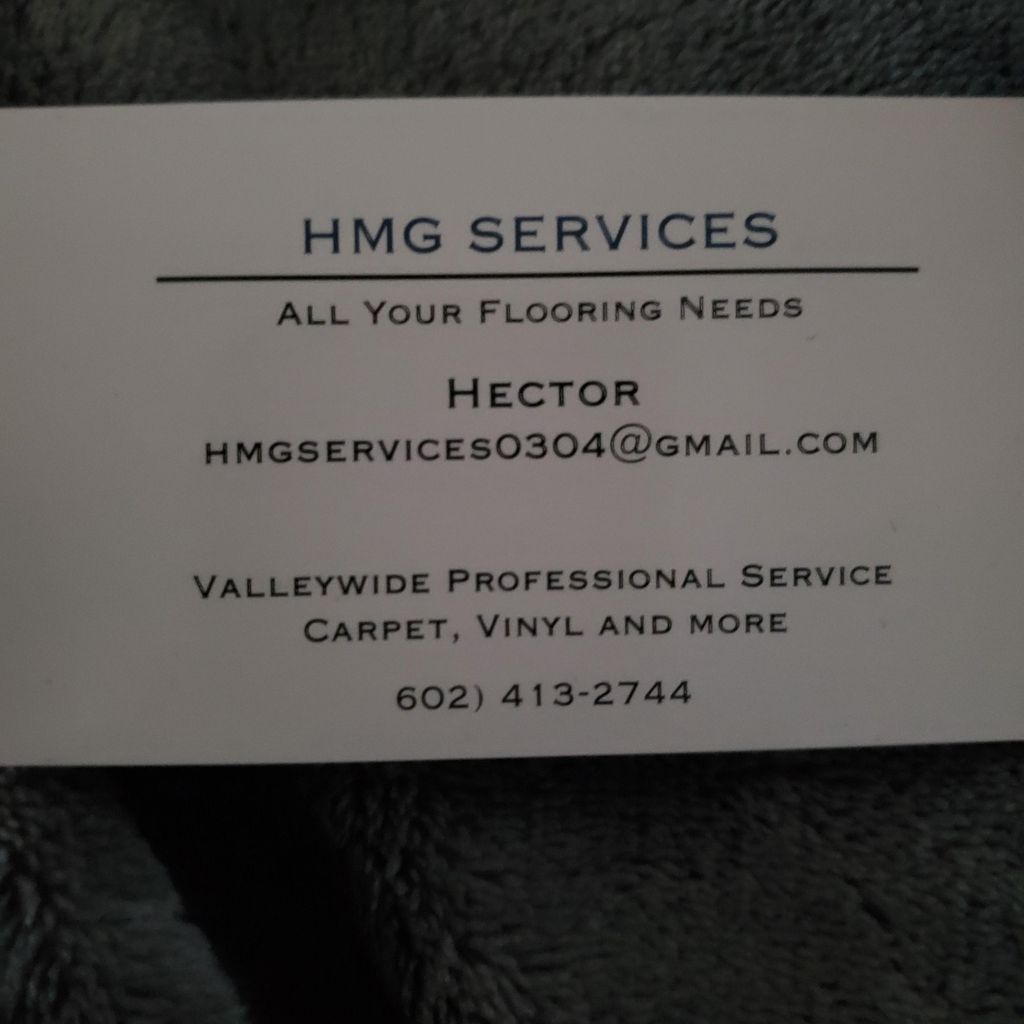 HMG SERVICES
ALL YOUR FLOORING NEEDS
HECTOR
HMGSERVICES0304@GMAIL.COM
VALLEYWIDE PROFESSIONAL SERVICE
CARPET, VINYL AND MORE
602) 413-2744